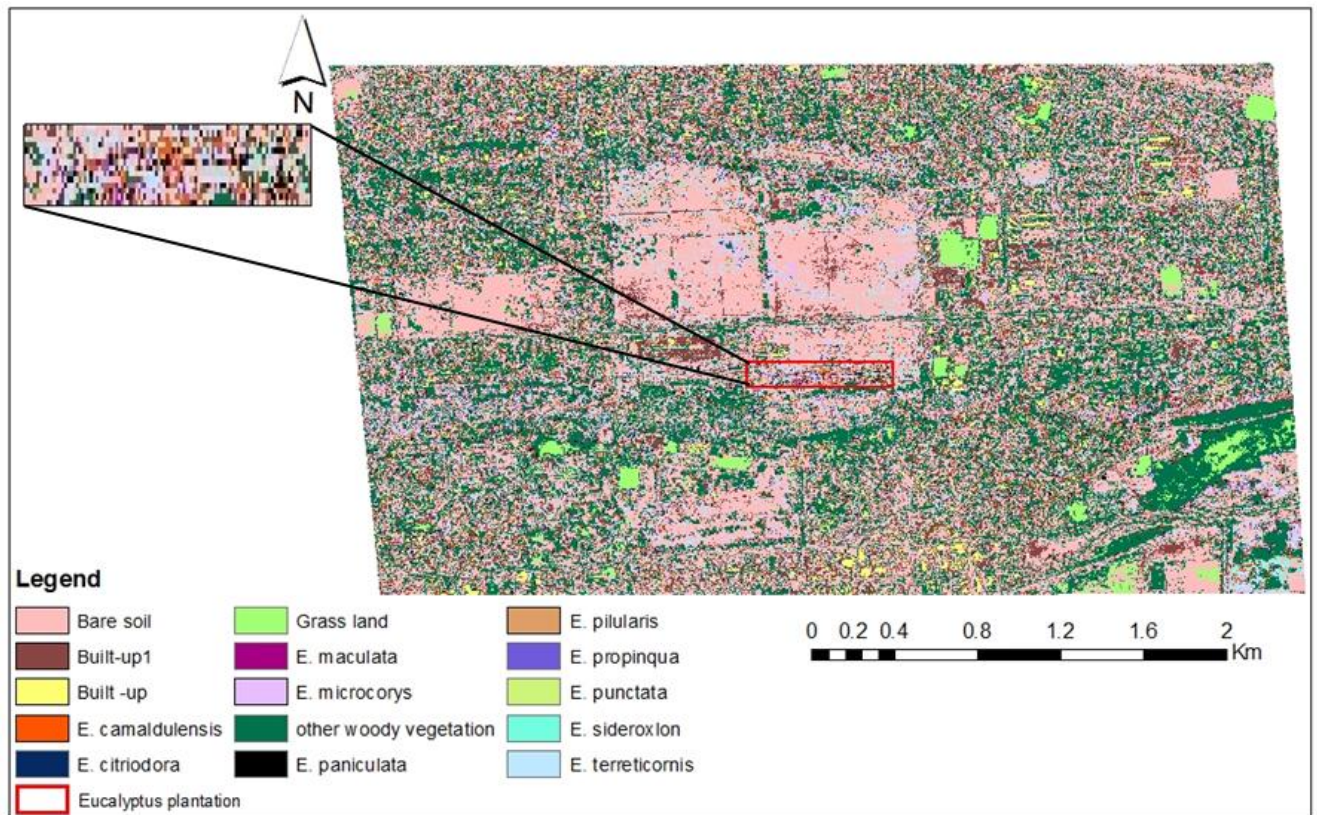 N
Legend
Bare soil
Built-up1
Built -up
E. camaldulensis
E. citriodora
Eucalyptus plantation
Grass land
E. maculata
E. microcorys
other woody vegetation
E. paniculata
E. pilularis
E. propinqua
E. punctata
E. sideroxlon
E. terreticornis
0 0.2 0.4 0.8 1.2 1.6 2
Km